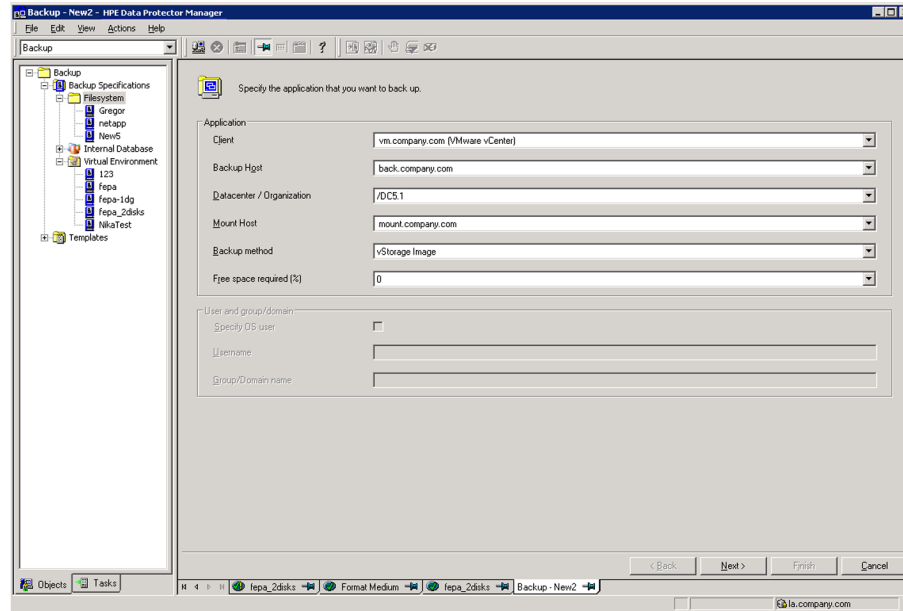 Backup - New2 - HPE Data Protector Manager
File Edit View Actions Help
Backup
Backup
Backup Specifications
Filesystem
Gregor
netapp
New5
Internal Database
Virtual Environment
123
fepa
fepa-1dg
fepa_2disks
NikaTest
Templates
Specify the application that you want to back up.
Application
Client vm.company.com (VMware vCenter)
Backup Host back.company.com
Datacenter / Organization /DC5.1
Mount Host mount.company.com
Backup method vStorage Image
Free space required (%) 0
User and group/domain
Specify OS user
Username
Group/Domain name
< Back Next > Finish Cancel
Objects Tasks
fepa_2disks Format Medium fepa_2disks Backup - New2
la.company.com